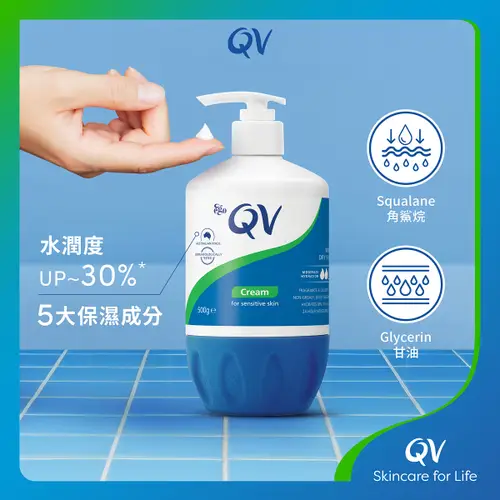 QV
水潤度
UP~30%*
5大保濕成分
Ego
QV
Cream
for sensitive skin
500g e
Squalane
角鯊烷
Glycerin
甘油
QV
Skincare for Life